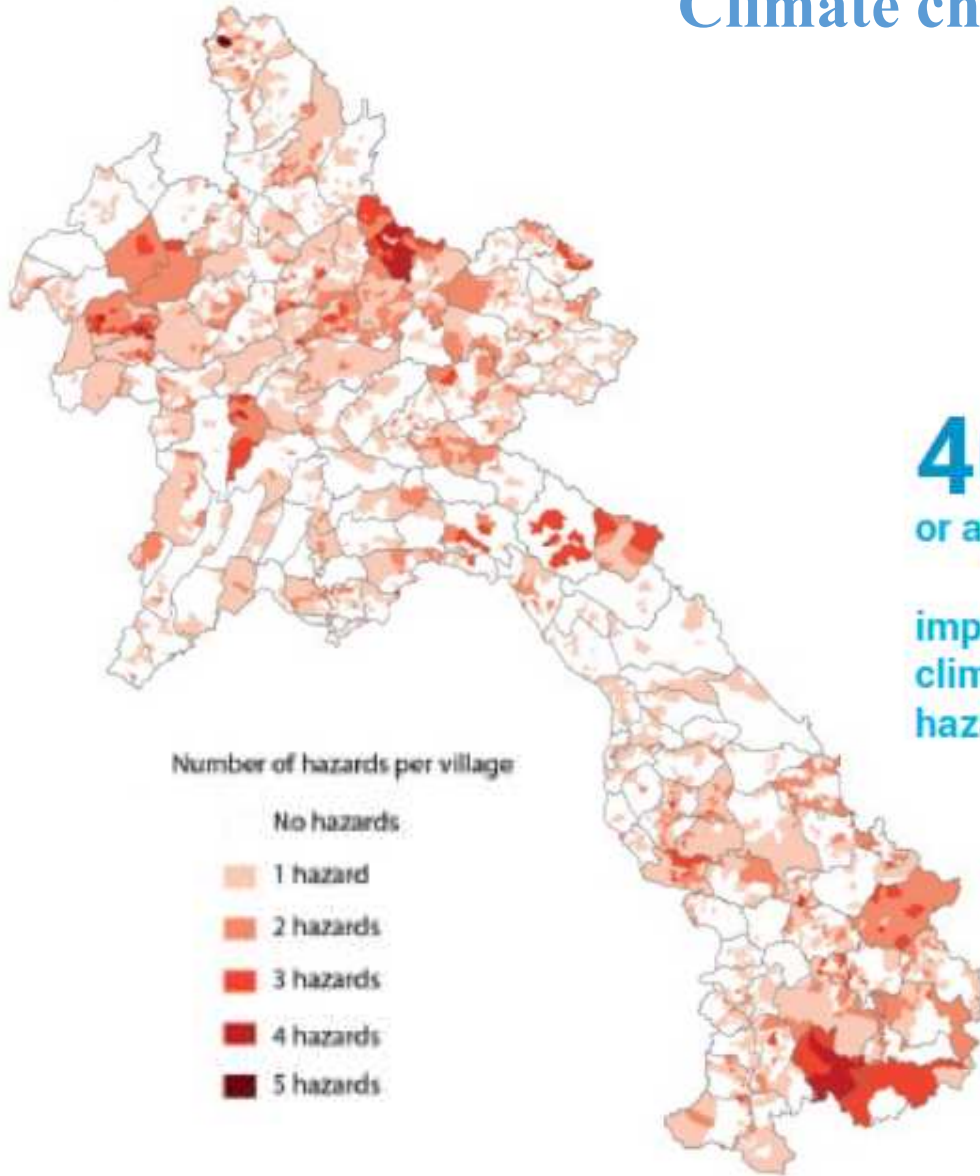 Climate ch
4
or a
imp
clim
haz
Number of hazards per village
No hazards
1 hazard
2 hazards
3 hazards
4 hazards
5 hazards